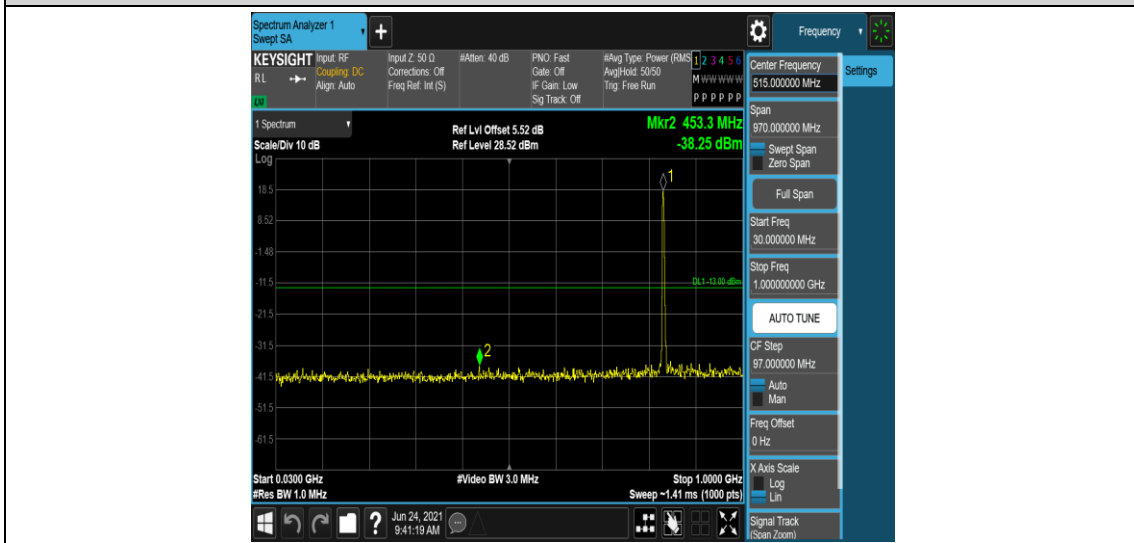 Spectrum Analyzer 1
Swept SA
Frequency
KEYSIGHT
RL
Input: RF
Coupling: DC
Align: Auto
Input Z: 50 Ω
Corrections: Off
Freq Ref: Int (S)
#Atten: 40 dB
PNO: Fast
Gate: Off
IF Gain: Low
Sig Track: Off
#Avg Type: Power (RMS
Avg|Hold: 50/50
Trig: Free Run
1 2 3 4 5 6
M W W W W W
P P P P P P
1 Spectrum
Scale/Div 10 dB
Ref Lvl Offset 5.52 dB
Ref Level 28.52 dBm
Mkr2 453.3 MHz
-38.25 dBm
Log
18.5
8.52
-1.48
-11.5
-21.5
-31.5
-41.5
-51.5
-61.5
1
2
DL1 -13.00 dBm
Start 0.0300 GHz
#Res BW 1.0 MHz
#Video BW 3.0 MHz
Stop 1.0000 GHz
Sweep ~1.41 ms (1000 pts)
Center Frequency
515.000000 MHz
Settings
Span
970.000000 MHz
Swept Span
Zero Span
Full Span
Start Freq
30.000000 MHz
Stop Freq
1.000000000 GHz
AUTO TUNE
CF Step
97.000000 MHz
Auto
Man
Freq Offset
0 Hz
X Axis Scale
Log
Lin
Signal Track
(Span Zoom)
Jun 24, 2021
9:41:19 AM